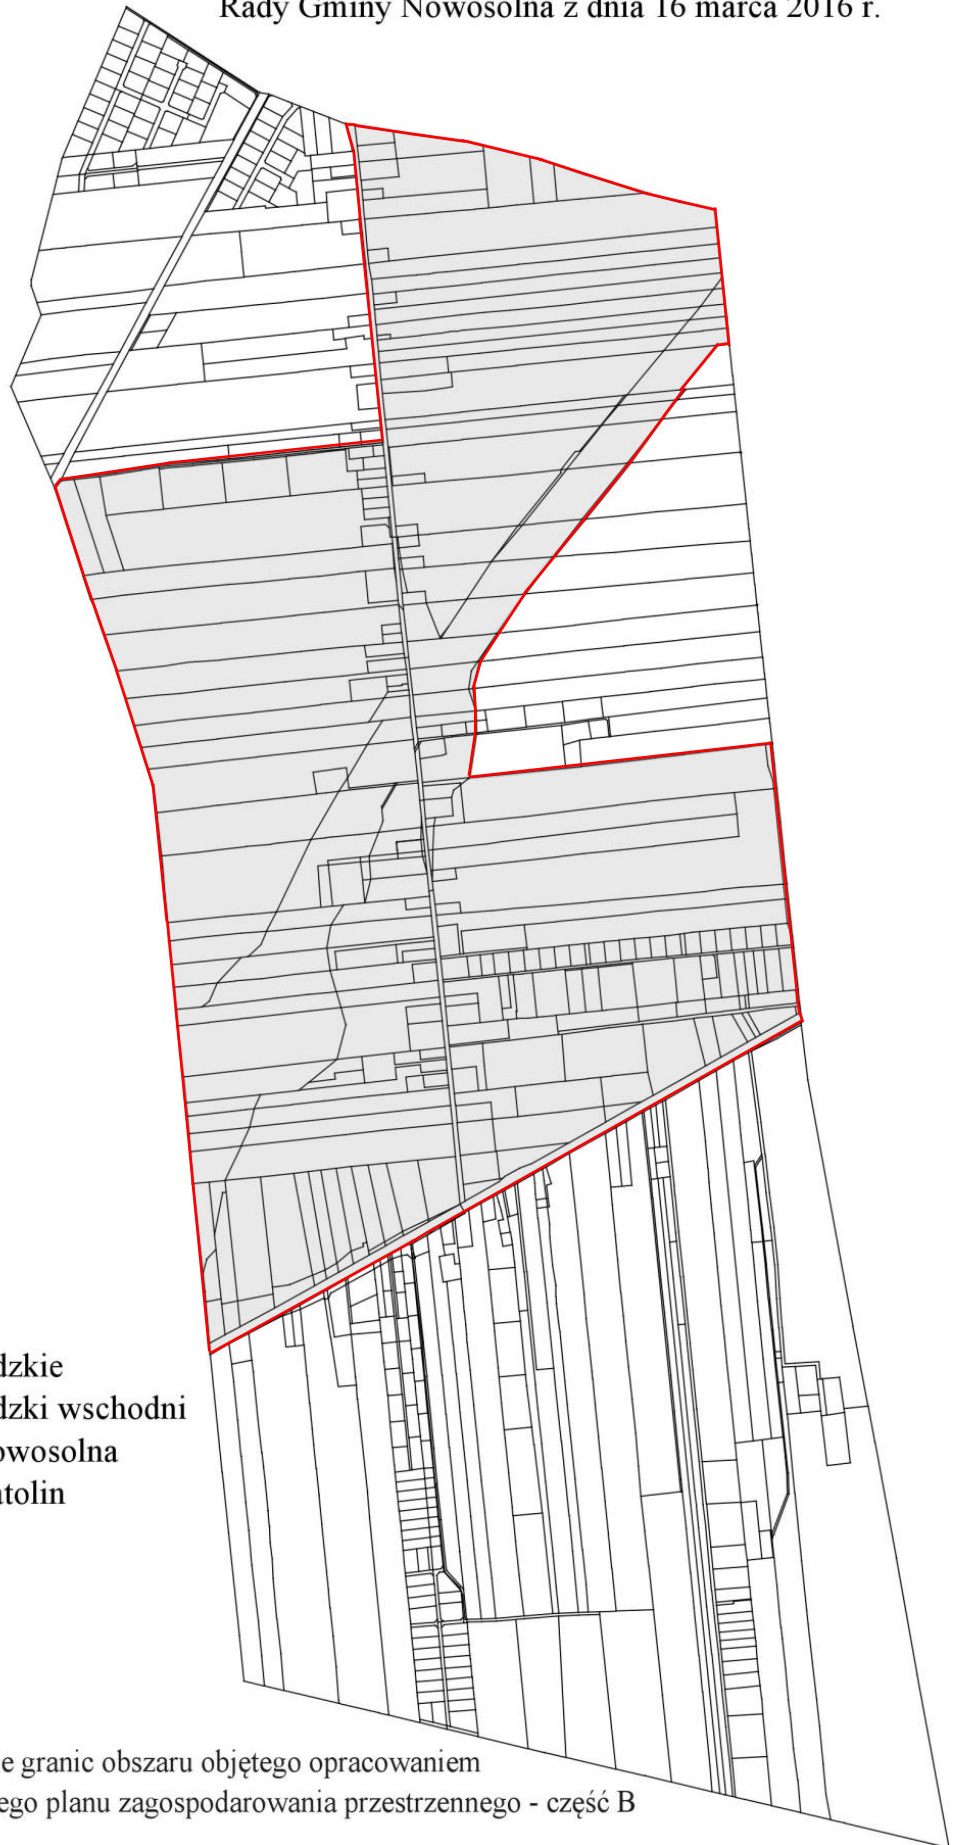 Rady Gminy Nowosolna z dnia 16 marca 2016 r.
dzkie
dzki wschodni
owosolna
atolin
e granic obszaru objętego opracowaniem
ego planu zagospodarowania przestrzennego - część B